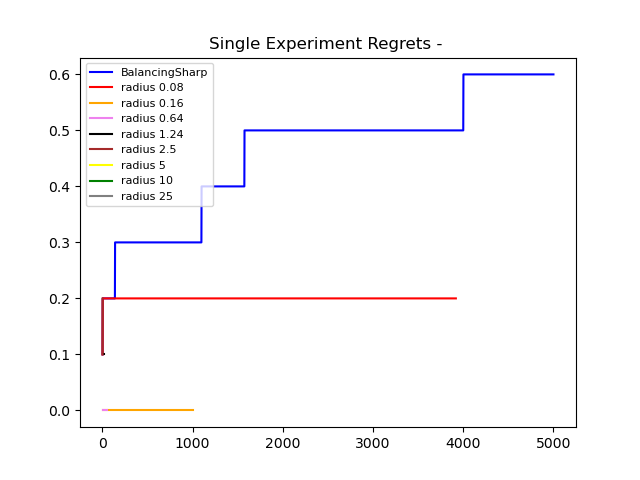 Single Experiment Regrets -
BalancingSharp
radius 0.08
radius 0.16
radius 0.64
radius 1.24
radius 2.5
radius 5
radius 10
radius 25
0.6
0.5
0.4
0.3
0.2
0.1
0.0
0 1000 2000 3000 4000 5000